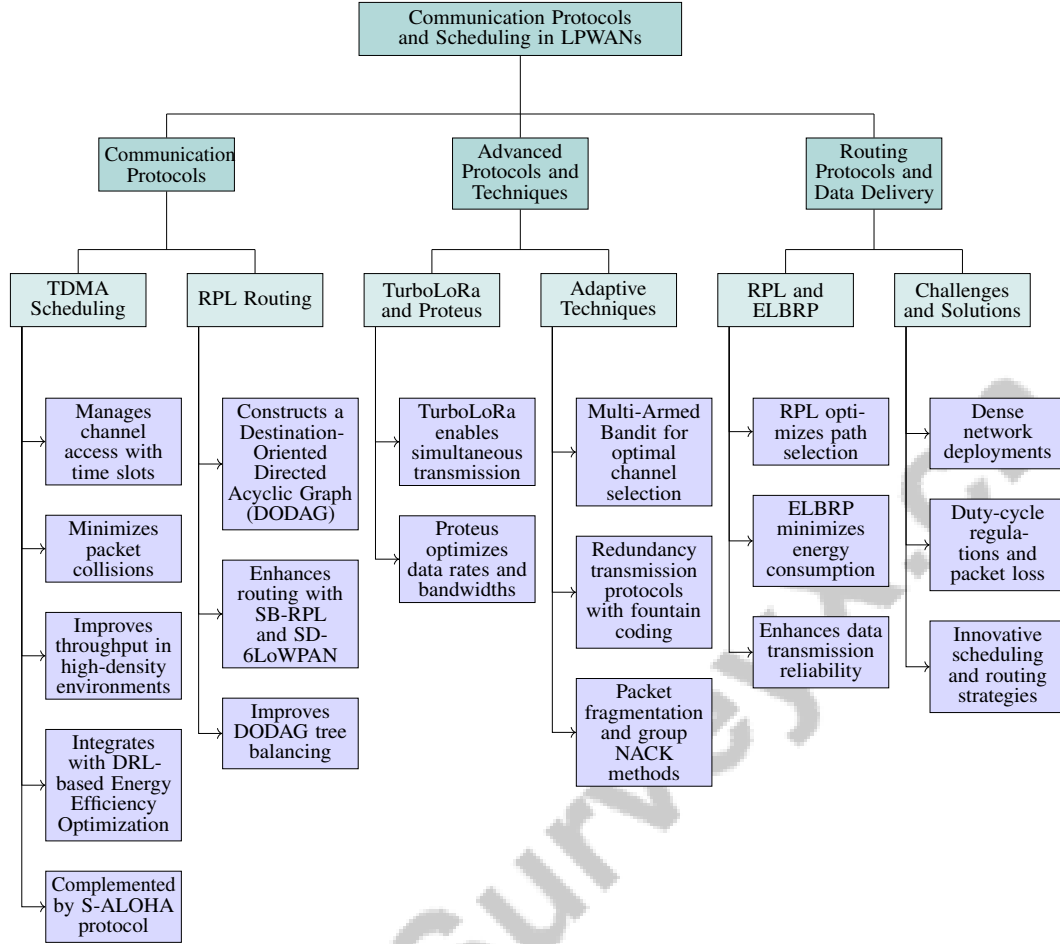 Communication Protocols
and Scheduling in LPWANs
Communication
Protocols
Advanced
Protocols and
Techniques
Routing
Protocols and
Data Delivery
TDMA
Scheduling
RPL Routing
TurboLoRa
and Proteus
Adaptive
Techniques
RPL and
ELBRP
Challenges
and Solutions
Manages
channel
access with
time slots
Minimizes
packet
collisions
Improves
throughput in
high-density
environments
Integrates
with DRL-
based Energy
Efficiency
Optimization
Complemented
by S-ALOHA
protocol
Constructs a
Destination-
Oriented
Directed
Acyclic Graph
(DODAG)
Enhances
routing with
SB-RPL
and SD-
6LoWPAN
Improves
DODAG tree
balancing
TurboLoRa
enables
simultaneous
transmission
Proteus
optimizes
data rates and
bandwidths
Multi-Armed
Bandit for
optimal
channel
selection
Redundancy
transmission
protocols
with fountain
coding
Packet
fragmentation
and group
NACK
methods
RPL opti-
mizes path
selection
ELBRP
minimizes
energy
consumption
Enhances data
transmission
reliability
Dense
network
deployments
Duty-cycle
regula-
tions and
packet loss
Innovative
scheduling
and routing
strategies